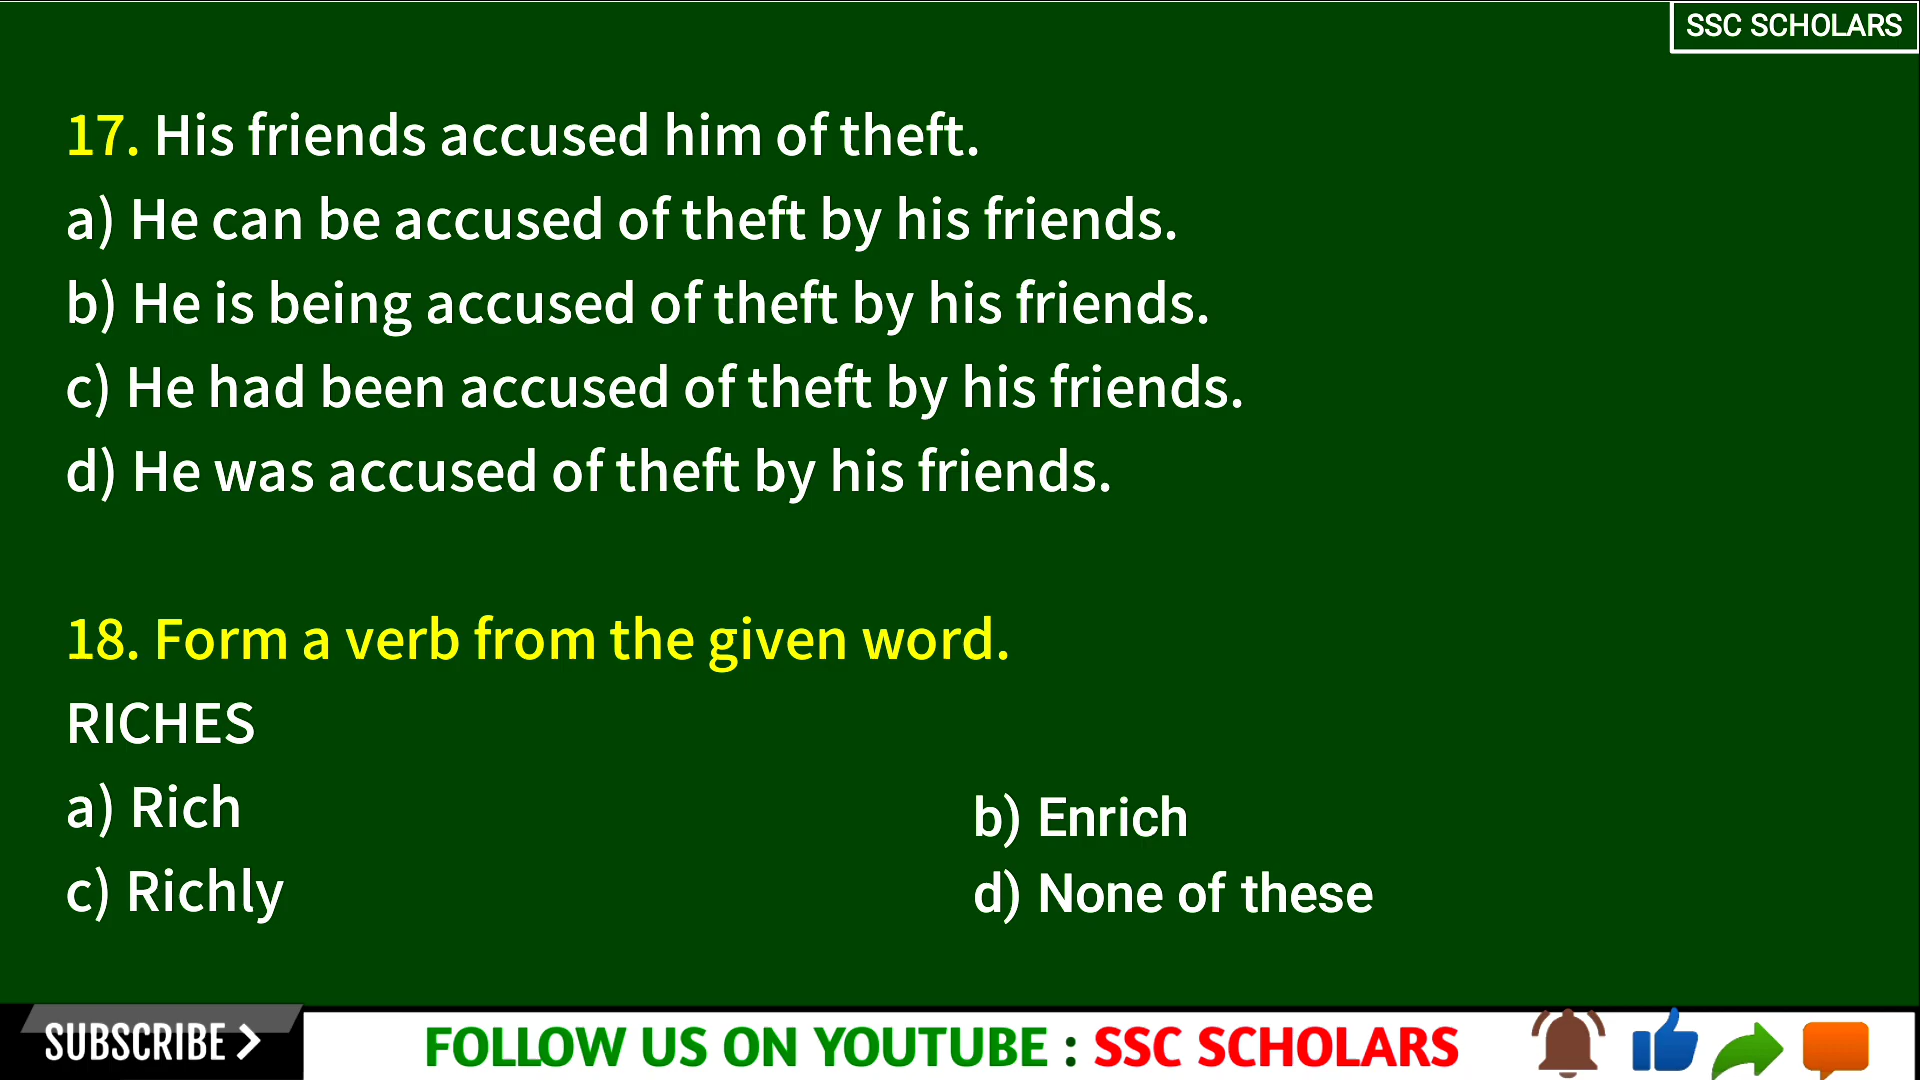 SSC SCHOLARS
17. His friends accused him of theft.
a) He can be accused of theft by his friends.
b) He is being accused of theft by his friends.
c) He had been accused of theft by his friends.
d) He was accused of theft by his friends.
18. Form a verb from the given word.
RICHES
a) Rich
b) Enrich
c) Richly
d) None of these
SUBSCRIBE
FOLLOW US ON YOUTUBE : SSC SCHOLARS